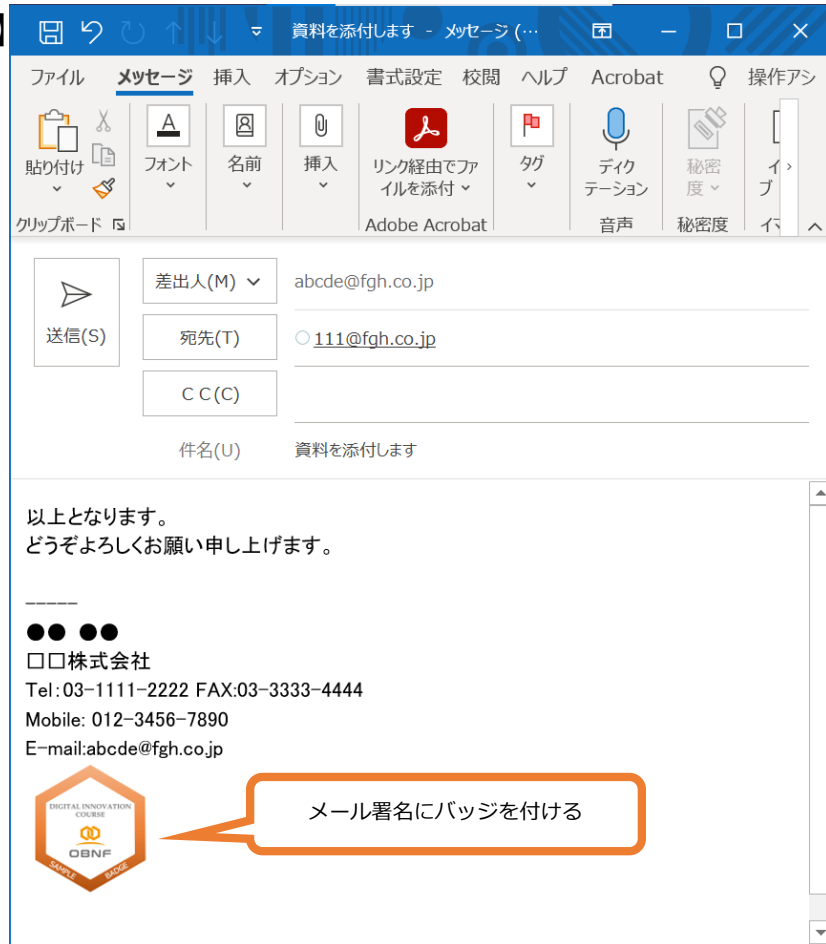 資料を添付します - メッセージ (…
ファイル メッセージ 挿入 オプション 書式設定 校閲 ヘルプ Acrobat 操作アシ
貼り付け
フォント
名前
挿入
リンク経由でファ
イルを添付
タグ
ディク
テーション
秘密
度
イ
ブ
クリップボード
Adobe Acrobat
音声
秘密度
送信(S)
差出人(M)
abcde@fgh.co.jp
宛先(T)
111@fgh.co.jp
ＣＣ(C)
件名(U)
資料を添付します
以上となります。
どうぞよろしくお願い申し上げます。
-----
●● ●●
□□株式会社
Tel:03-1111-2222 FAX:03-3333-4444
Mobile: 012-3456-7890
E-mail:abcde@fgh.co.jp
DIGITAL INNOVATION
COURSE
OBNF
SAMPLE BADGE
メール署名にバッジを付ける